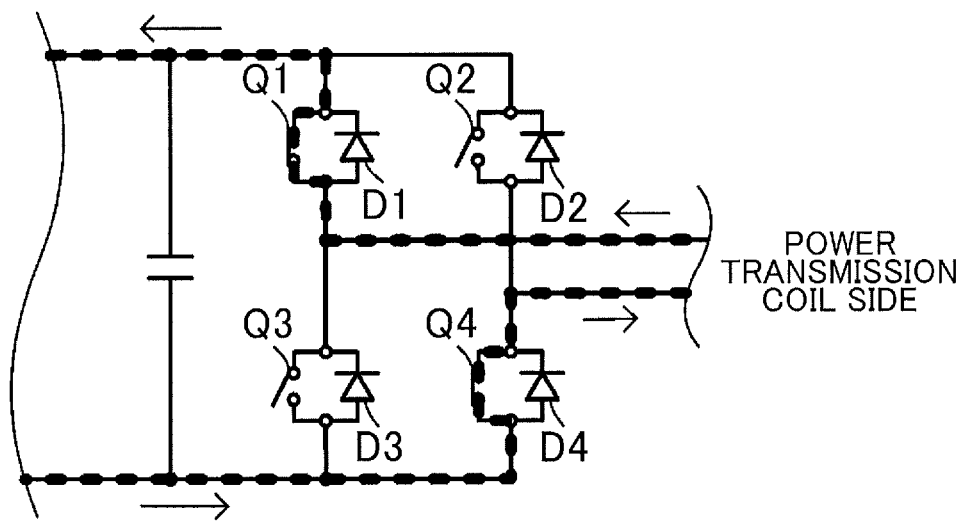 Q1
Q2
D1
D2
POWER
TRANSMISSION
COIL SIDE
Q3
Q4
D3
D4